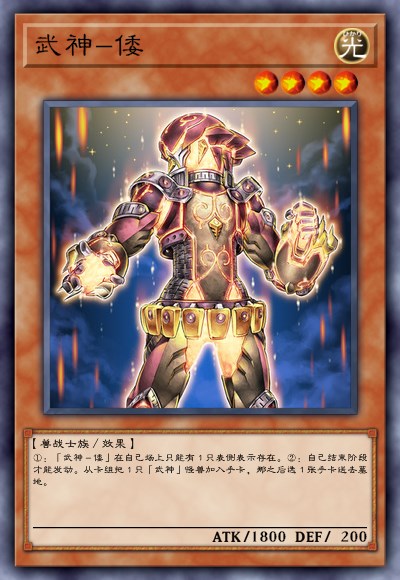 武神－倭
ひかり
光
【兽战士族／效果】
①：「武神－倭」在自己场上只能有１只表侧表示存在。②：自己结束阶段
才能发动。从卡组把１只「武神」怪兽加入手卡，那之后选１张手卡送去墓
地。
ATK/1800 DEF/ 200